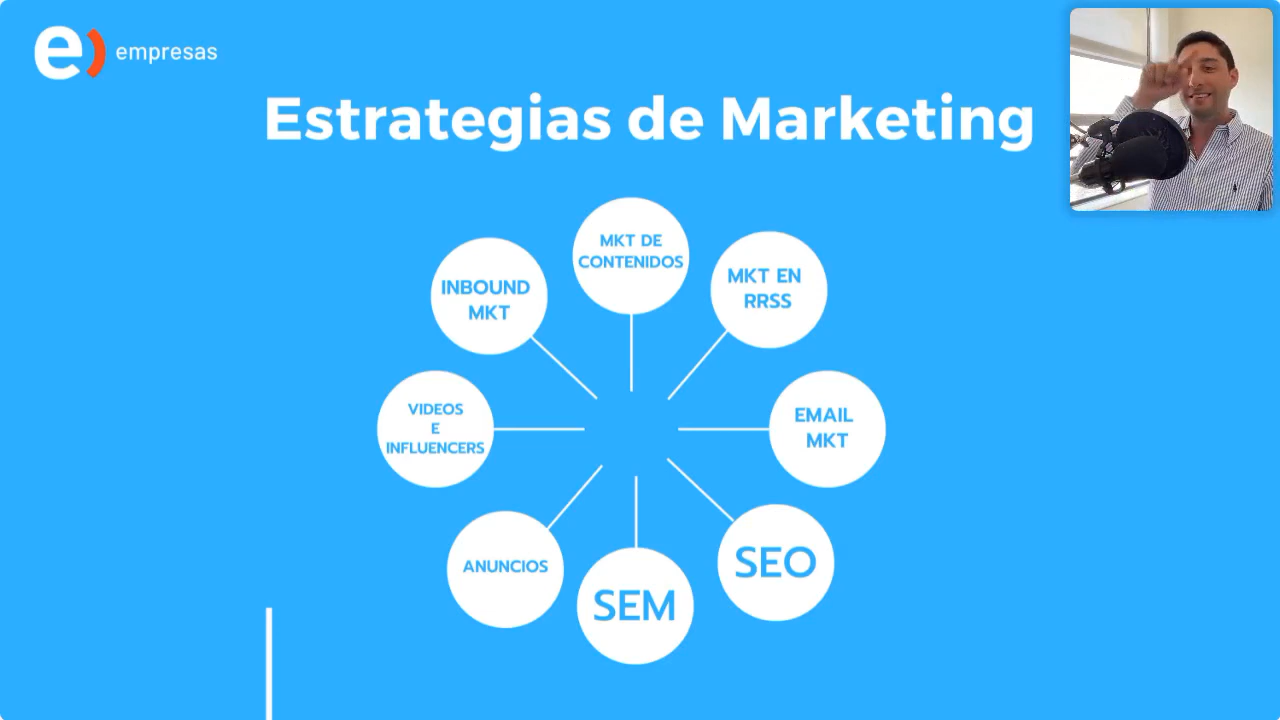 e) empresas
Estrategias de Marketing
MKT DE
CONTENIDOS
MKT EN
RRSS
INBOUND
MKT
VIDEOS
E
INFLUENCERS
EMAIL
MKT
ANUNCIOS
SEM
SEO